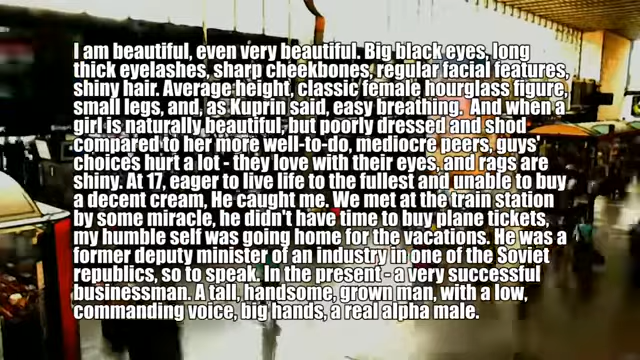 I am beautiful, even very beautiful. Big black eyes, long
thick eyelashes, sharp cheekbones, regular facial features,
shiny hair. Average height, classic female hourglass figure,
small legs, and, as Kuprin said, easy breathing.  And when a
girl is naturally beautiful, but poorly dressed and shod
compared to her more well-to-do, mediocre peers, guys'
choices hurt a lot - they love with their eyes, and rags are
shiny. At 17, eager to live life to the fullest and unable to buy
a decent cream, He caught me. We met at the train station
by some miracle, he didn't have time to buy plane tickets,
my humble self was going home for the vacations. He was a
former deputy minister of an industry in one of the Soviet
republics, so to speak. In the present - a very successful
businessman. A tall, handsome, grown man, with a low,
commanding voice, big hands, a real alpha male.